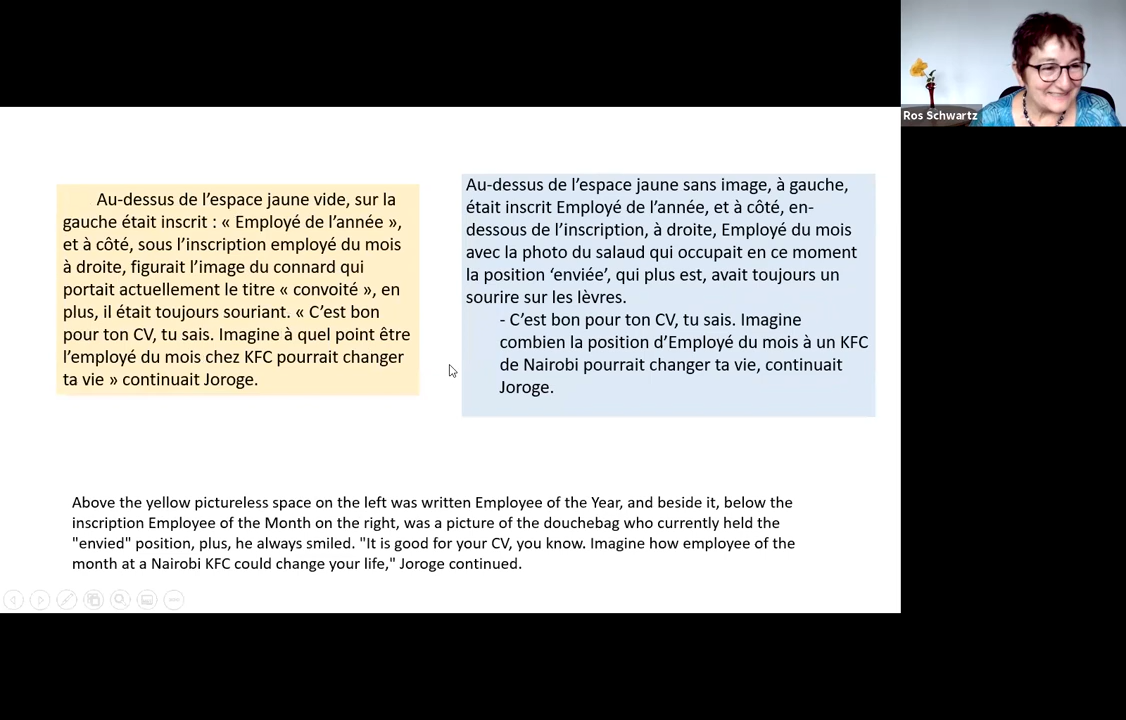 Ros Schwartz
Au-dessus de l’espace jaune vide, sur la
gauche était inscrit : « Employé de l’année »,
et à côté, sous l’inscription employé du mois
à droite, figurait l’image du connard qui
portait actuellement le titre « convoité », en
plus, il était toujours souriant. « C’est bon
pour ton CV, tu sais. Imagine à quel point être
l’employé du mois chez KFC pourrait changer
ta vie » continuait Joroge.
Au-dessus de l’espace jaune sans image, à gauche,
était inscrit Employé de l’année, et à côté, en-
dessous de l’inscription, à droite, Employé du mois
avec la photo du salaud qui occupait en ce moment
la position ‘enviée’, qui plus est, avait toujours un
sourire sur les lèvres.
- C’est bon pour ton CV, tu sais. Imagine
combien la position d’Employé du mois à un KFC
de Nairobi pourrait changer ta vie, continuait
Joroge.
Above the yellow pictureless space on the left was written Employee of the Year, and beside it, below the
inscription Employee of the Month on the right, was a picture of the douchebag who currently held the
"envied" position, plus, he always smiled. "It is good for your CV, you know. Imagine how employee of the
month at a Nairobi KFC could change your life," Joroge continued.